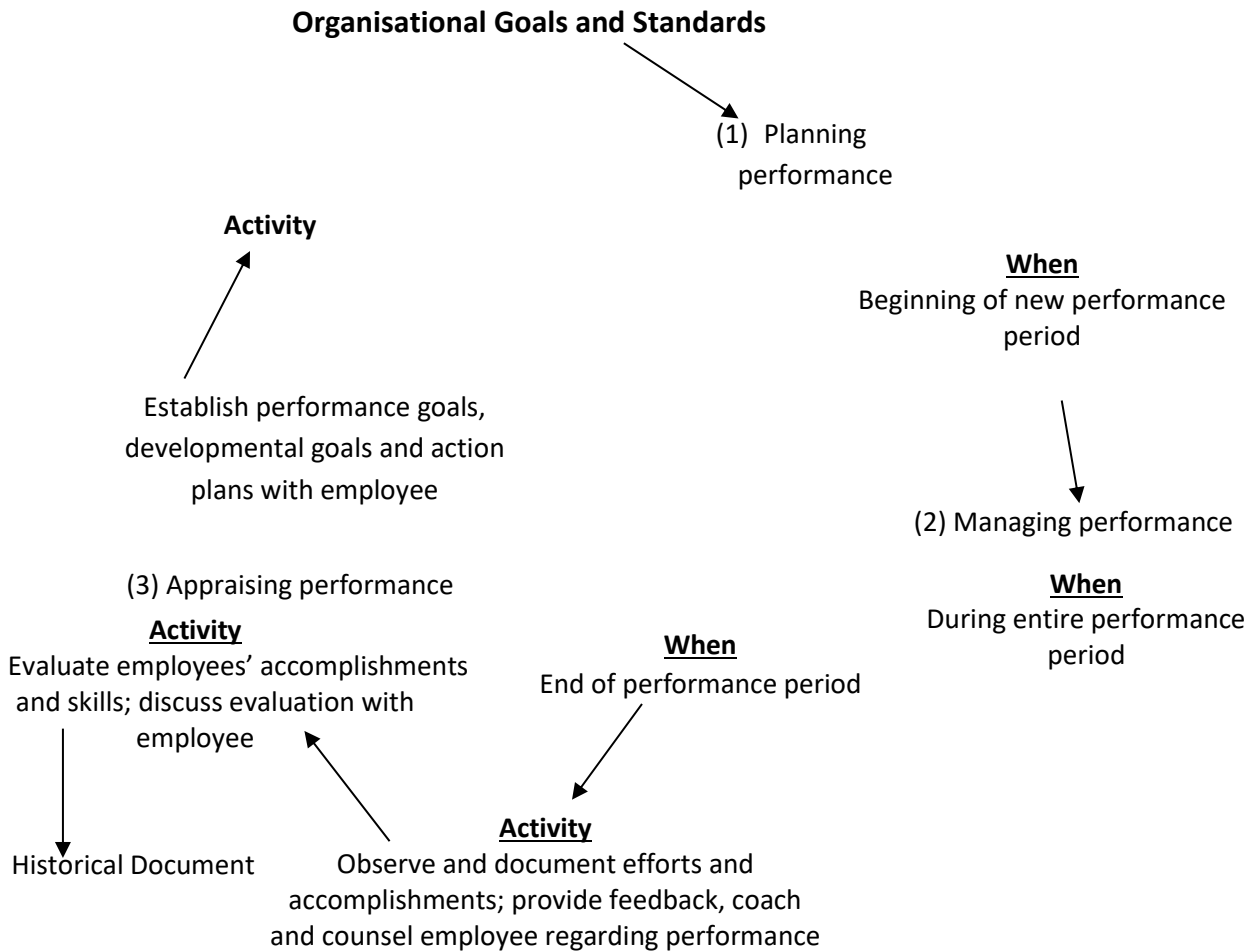 Organisational Goals and Standards
(1) Planning
performance
Activity
When
Beginning of new performance
period
Establish performance goals,
developmental goals and action
plans with employee
(2) Managing performance
When
During entire performance
period
(3) Appraising performance
Activity
Evaluate employees’ accomplishments
and skills; discuss evaluation with
employee
When
End of performance period
Historical Document
Activity
Observe and document efforts and
accomplishments; provide feedback, coach
and counsel employee regarding performance